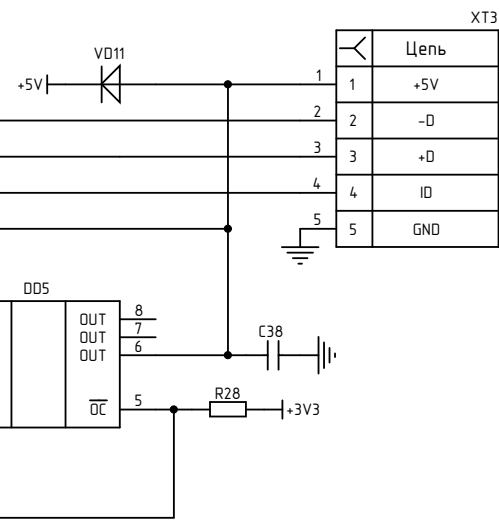 XT3
Цепь
VD11
+5V
1
1
+5V
2
2
-D
3
3
+D
4
4
ID
5
5
GND
DD5
OUT
8
OUT
7
OUT
6
C38
OC
5
R28
+3V3